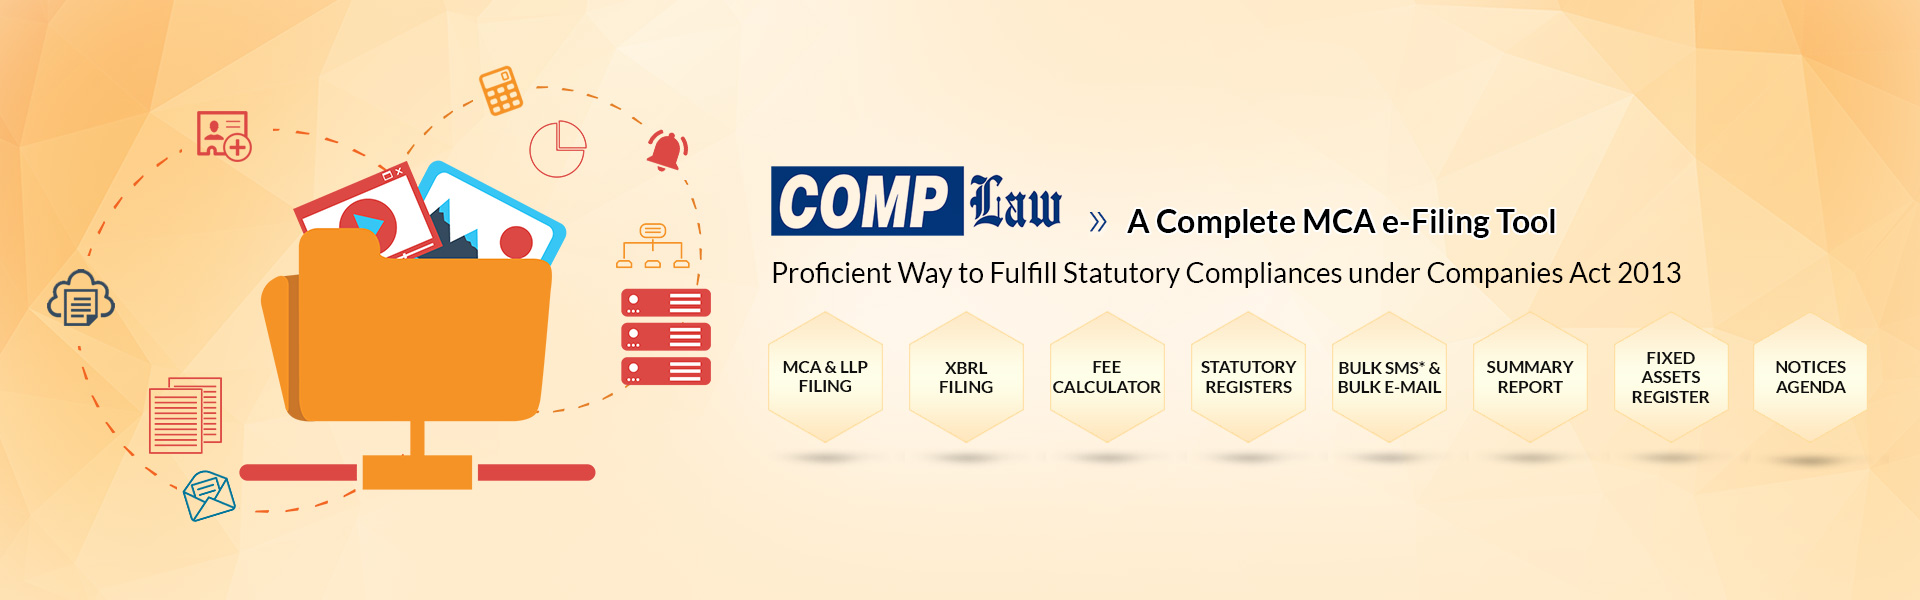 COMP Law » A Complete MCA e-Filing Tool
Proficient Way to Fulfill Statutory Compliances under Companies Act 2013
MCA & LLP
FILING
XBRL
FILING
FEE
CALCULATOR
STATUTORY
REGISTERS
BULK SMS* &
BULK E-MAIL
SUMMARY
REPORT
FIXED
ASSETS
REGISTER
NOTICES
AGENDA